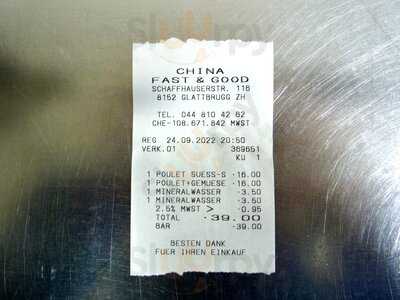 CHINA
FAST & GOOD
SCHAFFHAUSERSTR. 116
8152 GLATTBRUGG ZH
TEL. 044 810 42 62
CHE-108.671.842 MWST
REG 24.09.2022 20:50
VERK.01 369551
KU 1
1 POULET SUESS-S ·16.00
1 POULET+GEMUESE ·16.00
1 MINERALWASSER ·3.50
1 MINERALWASSER ·3.50
2.5% MWST > ·0.95
TOTAL ·39.00
BAR ·39.00
BESTEN DANK
FUER IHREN EINKAUF